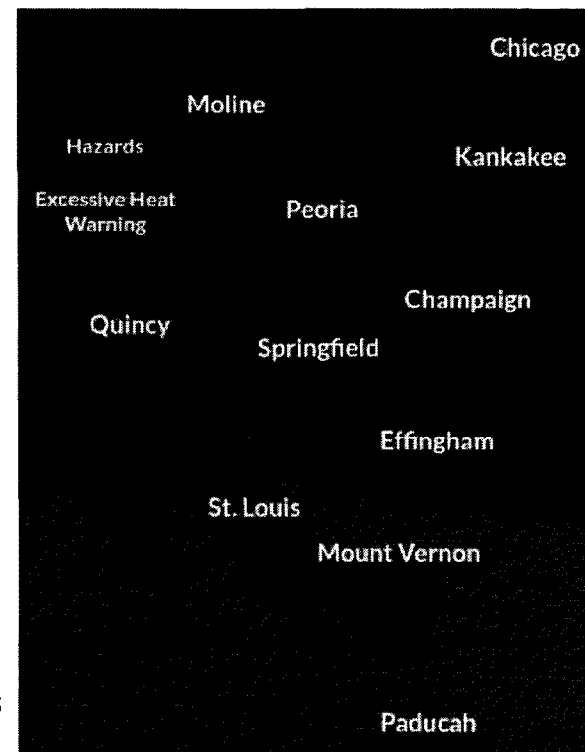 Chicago
Moline
Hazards
Kankakee
Excessive Heat
Warning
Peoria
Champaign
Quincy
Springfield
Effingham
St. Louis
Mount Vernon
Paducah